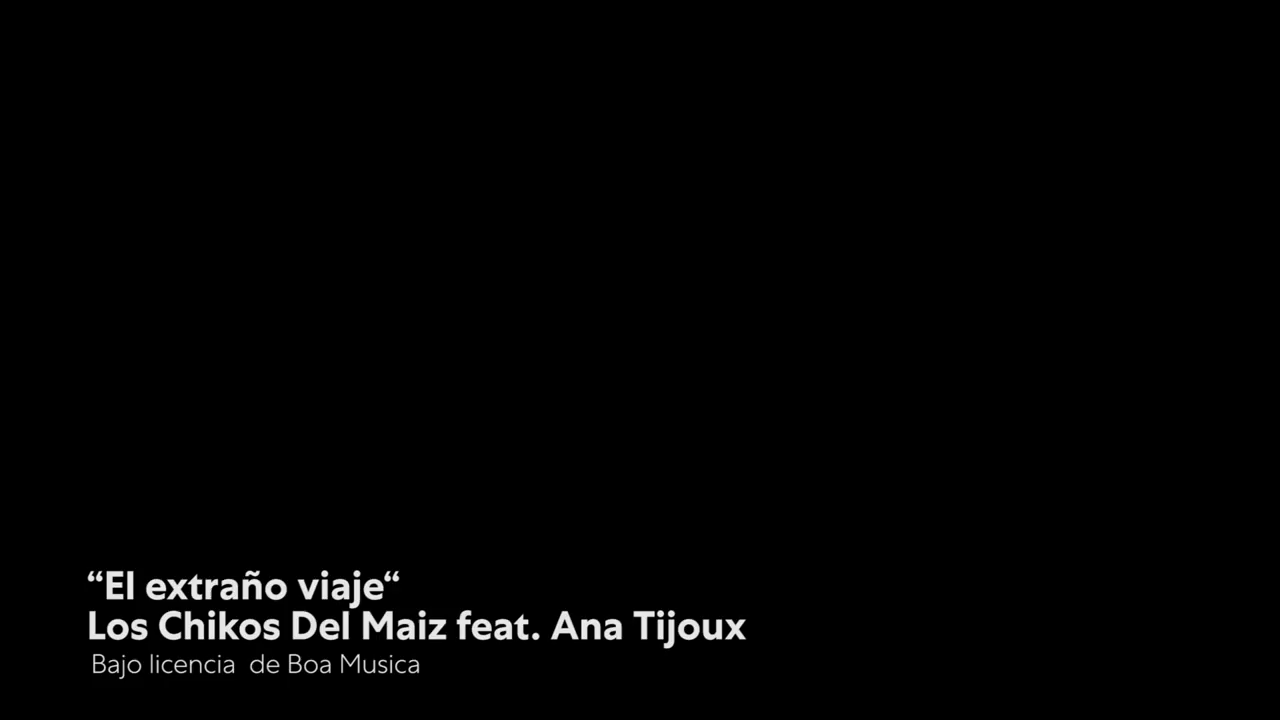 “El extraño viaje“
Los Chikos Del Maiz feat. Ana Tijoux
Bajo licencia  de Boa Musica